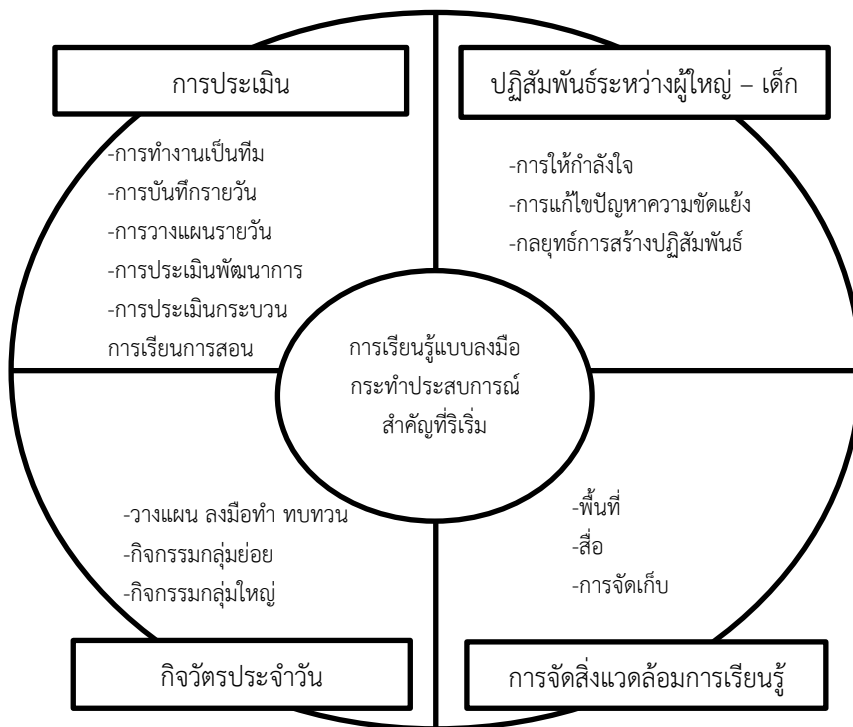 การประเมิน
-การทำงานเป็นทีม
-การบันทึกรายวัน
-การวางแผนรายวัน
-การประเมินพัฒนาการ
-การประเมินกระบวน
การเรียนการสอน
ปฏิสัมพันธ์ระหว่างผู้ใหญ่ – เด็ก
-การให้กำลังใจ
-การแก้ไขปัญหาความขัดแย้ง
-กลยุทธ์การสร้างปฏิสัมพันธ์
การเรียนรู้แบบลงมือ
กระทำประสบการณ์
สำคัญที่ริเริ่ม
-วางแผน ลงมือทำ ทบทวน
-กิจกรรมกลุ่มย่อย
-กิจกรรมกลุ่มใหญ่
กิจวัตรประจำวัน
-พื้นที่
-สื่อ
-การจัดเก็บ
การจัดสิ่งแวดล้อมการเรียนรู้